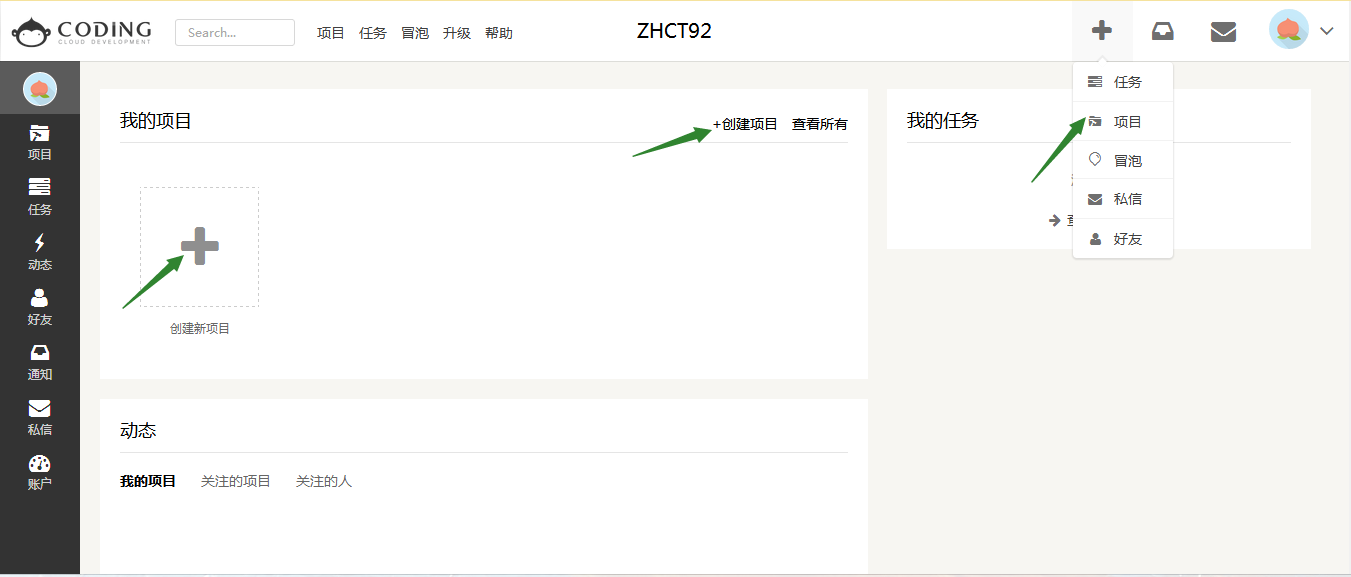 CODING
CLOUD DEVELOPMENT
Search...
项目 任务 冒泡 升级 帮助
ZHCT92
任务
项目
冒泡
私信
好友
项目
任务
动态
好友
通知
私信
账户
我的项目
+创建项目 查看所有
创建新项目
我的任务
动态
我的项目 关注的项目 关注的人